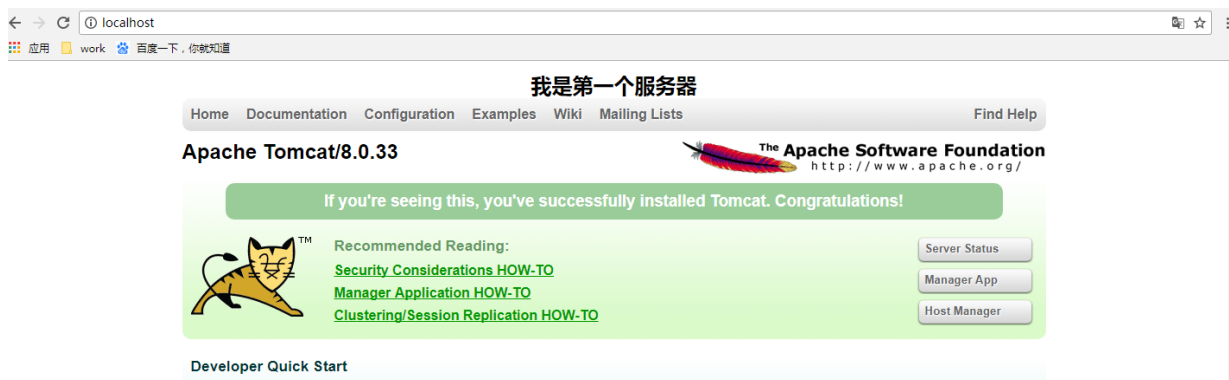 localhost
应用 work 百度一下，你就知道
我是第一个服务器
Home Documentation Configuration Examples Wiki Mailing Lists Find Help
Apache Tomcat/8.0.33
The Apache Software Foundation
http://www.apache.org/
If you're seeing this, you've successfully installed Tomcat. Congratulations!
TM
Recommended Reading:
Security Considerations HOW-TO
Manager Application HOW-TO
Clustering/Session Replication HOW-TO
Server Status
Manager App
Host Manager
Developer Quick Start